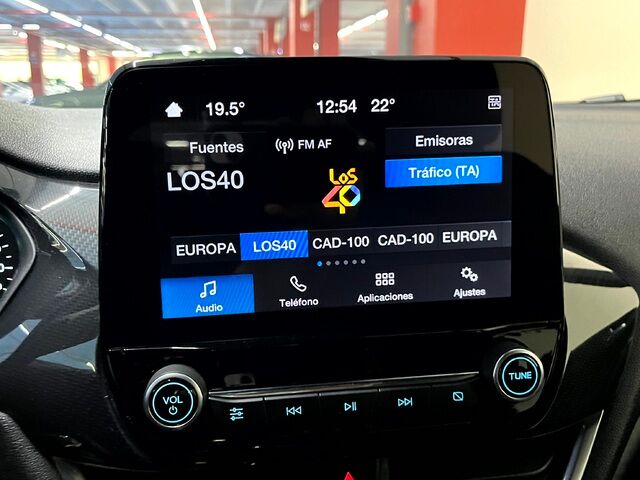 19.5° 12:54 22°
Fuentes FM AF Emisoras
LOS40 LOS 40 Tráfico (TA)
EUROPA LOS40 CAD-100 CAD-100 EUROPA
Audio Teléfono Aplicaciones Ajustes
VOL TUNE